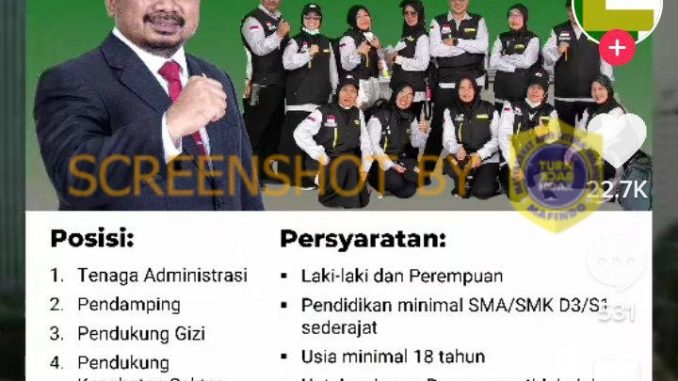 SCREENSHOT BY
TURN
BACK
HOAX
MAFINDO
22.7K
531
Posisi:
1. Tenaga Administrasi
2. Pendamping
3. Pendukung Gizi
4. Pendukung
Persyaratan:
▪ Laki-laki dan Perempuan
▪ Pendidikan minimal SMA/SMK D3/S1
sederajat
▪ Usia minimal 18 tahun